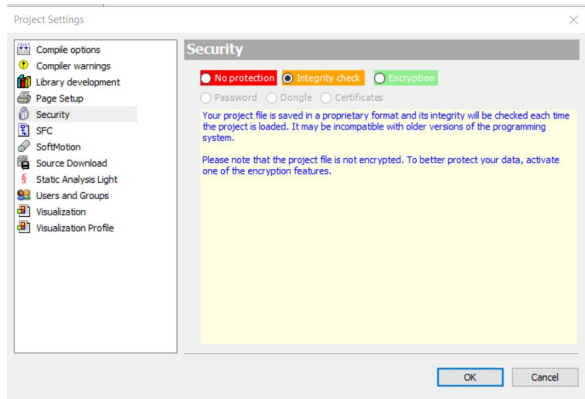 Project Settings
Compile options
Compiler warnings
Library development
Page Setup
Security
SFC
SoftMotion
Source Download
Static Analysis Light
Users and Groups
Visualization
Visualization Profile
Security
No protection Integrity check Encryption
Password Dongle Certificates
Your project file is saved in a proprietary format and its integrity will be checked each time
the project is loaded. It may be incompatible with older versions of the programming
system.
Please note that the project file is not encrypted. To better protect your data, activate
one of the encryption features.
OK Cancel